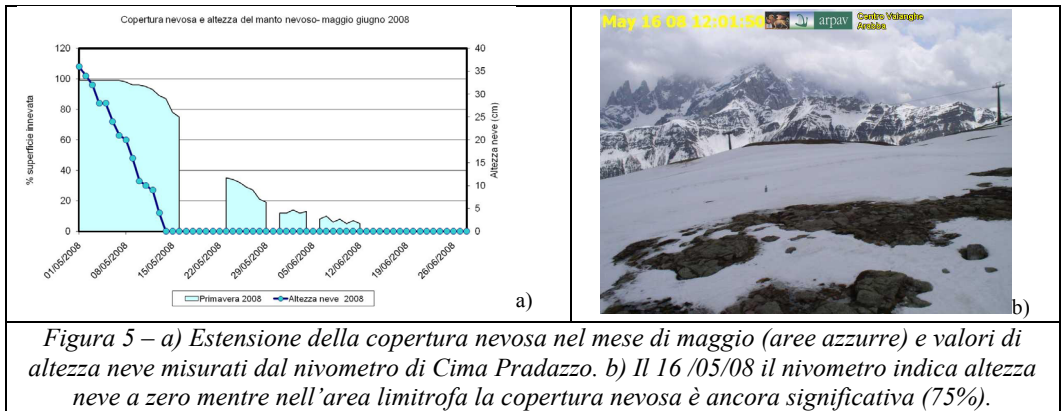 Copertura nevosa e altezza del manto nevoso- maggio giugno 2008
% superficie innevata
120
100
80
60
40
20
0
40
35
30
25
20
15
10
5
0
Altezza neve (cm)
01/05/2008
08/05/2008
15/05/2008
22/05/2008
29/05/2008
05/06/2008
12/06/2008
19/06/2008
26/06/2008
Primavera 2008 Altezza neve 2008
a)
May 16 08 12:01:50 arpav Centro Valanghe
Arabba
b)
Figura 5 – a) Estensione della copertura nevosa nel mese di maggio (aree azzurre) e valori di
altezza neve misurati dal nivometro di Cima Pradazzo. b) Il 16 /05/08 il nivometro indica altezza
neve a zero mentre nell'area limitrofa la copertura nevosa è ancora significativa (75%).